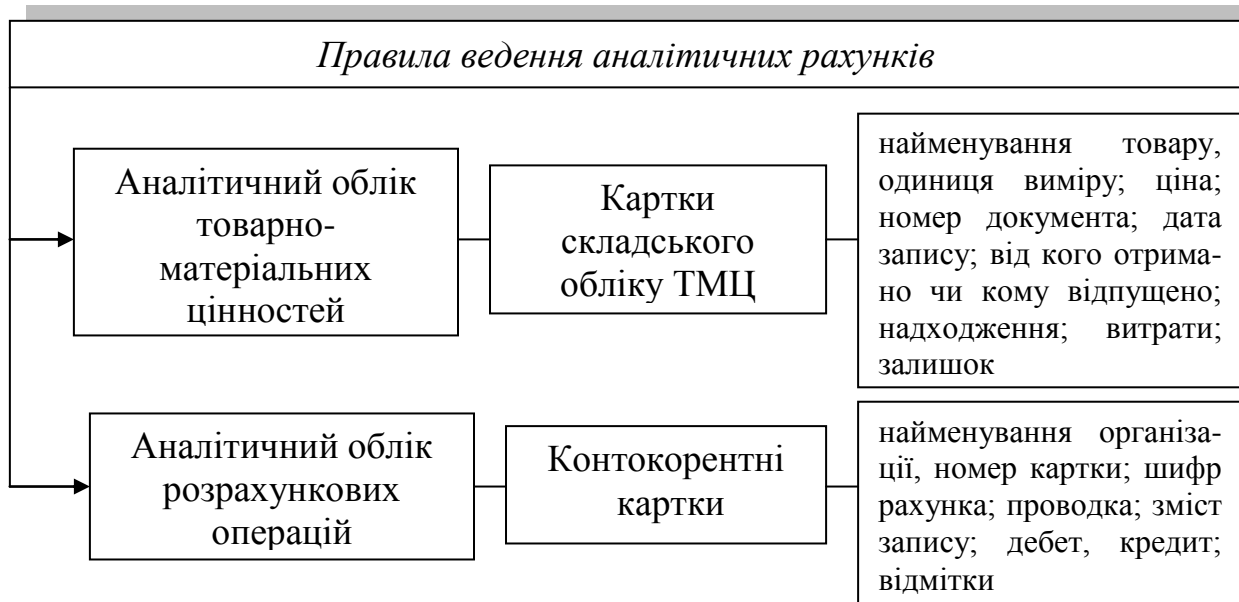 Правила ведення аналітичних рахунків
Аналітичний облік
товарно-
матеріальних
цінностей
Картки
складського
обліку ТМЦ
найменування товару,
одиниця виміру; ціна;
номер документа; дата
запису; від кого отрима-
но чи кому відпущено;
надходження; витрати;
залишок
Аналітичний облік
розрахункових
операцій
Контокорентні
картки
найменування організа-
ції, номер картки; шифр
рахунка; проводка; зміст
запису; дебет, кредит;
відмітки